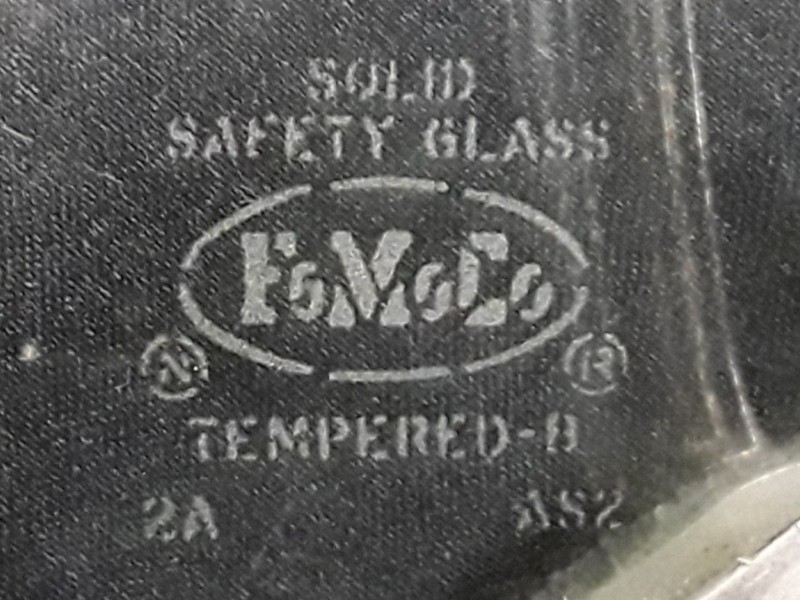 SOLID
SAFETY GLASS
FoMoCo
TEMPERED-B
2A AS2